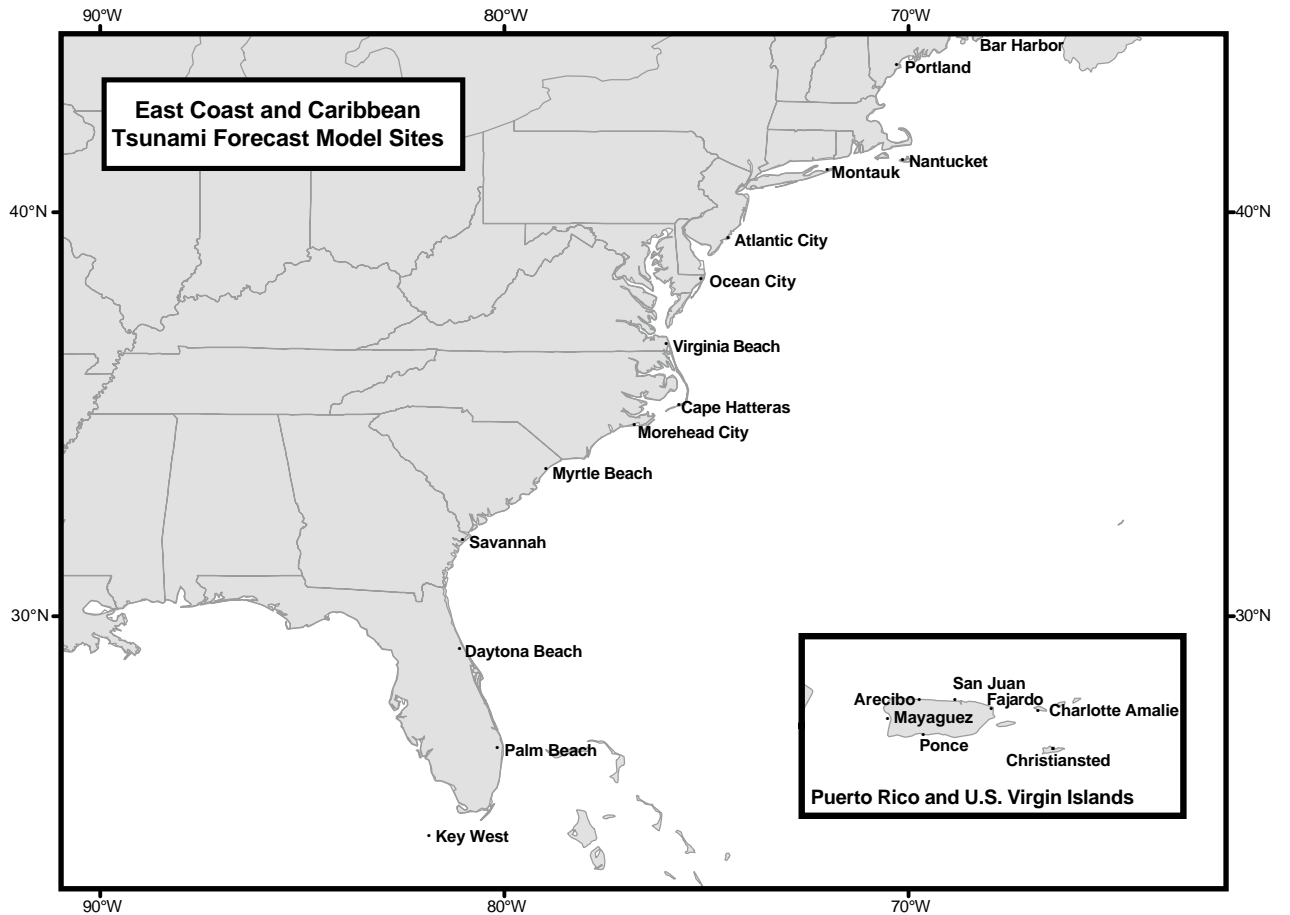 90°W
80°W
70°W
Bar Harbor
Portland
East Coast and Caribbean
Tsunami Forecast Model Sites
Nantucket
Montauk
40°N
40°N
Atlantic City
Ocean City
Virginia Beach
Cape Hatteras
Morehead City
Myrtle Beach
Savannah
30°N
30°N
Daytona Beach
San Juan
Arecibo
Fajardo
Charlotte Amalie
Mayaguez
Ponce
Palm Beach
Christiansted
Puerto Rico and U.S. Virgin Islands
Key West
90°W
80°W
70°W